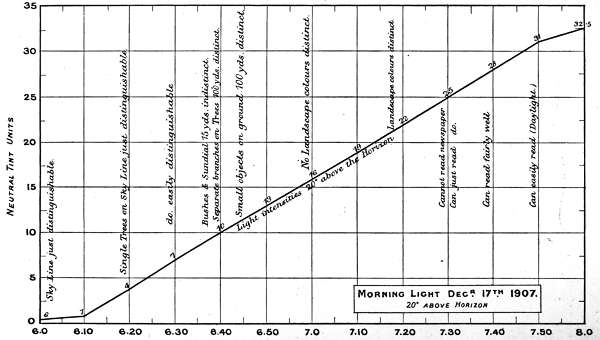 35
30
25
20
15
10
5
0
NEUTRAL TINT UNITS
6.0
6.10
6.20
6.30
6.40
6.50
7.0
7.10
7.20
7.30
7.40
7.50
8.0
Sky Line just distinguishable.
Single Trees on Sky Line just distinguishable.
do. easily distinguishable
Bushes & Sundial 15 yds. indistinct.
Separate branches on Trees 100 yds. distinct.
Small objects on ground 100 yds. distinct.
No Landscape colours distinct.
Landscape colours distinct.
Cannot read newspaper
Can just read do.
Can read fairly well
Can easily read (Daylight.)
Light intensities 20° above the Horizon
4
7
10
13
16
19
22
25
28
31
32.5
MORNING LIGHT DECR. 17TH 1907.
20° ABOVE HORIZON